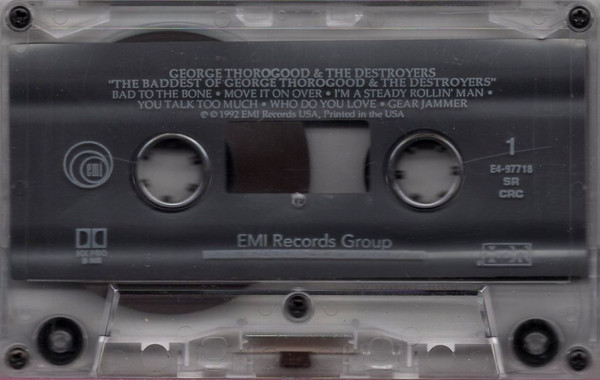 GEORGE THOROGOOD & THE DESTROYERS
"THE BADDEST OF GEORGE THOROGOOD & THE DESTROYERS"
BAD TO THE BONE • MOVE IT ON OVER • I'M A STEADY ROLLIN' MAN •
YOU TALK TOO MUCH • WHO DO YOU LOVE • GEAR JAMMER
℗ © 1992 EMI Records USA, Printed in the USA
1
EMI
E4-97718
SR
CRC
EMI Records Group
HX PRO